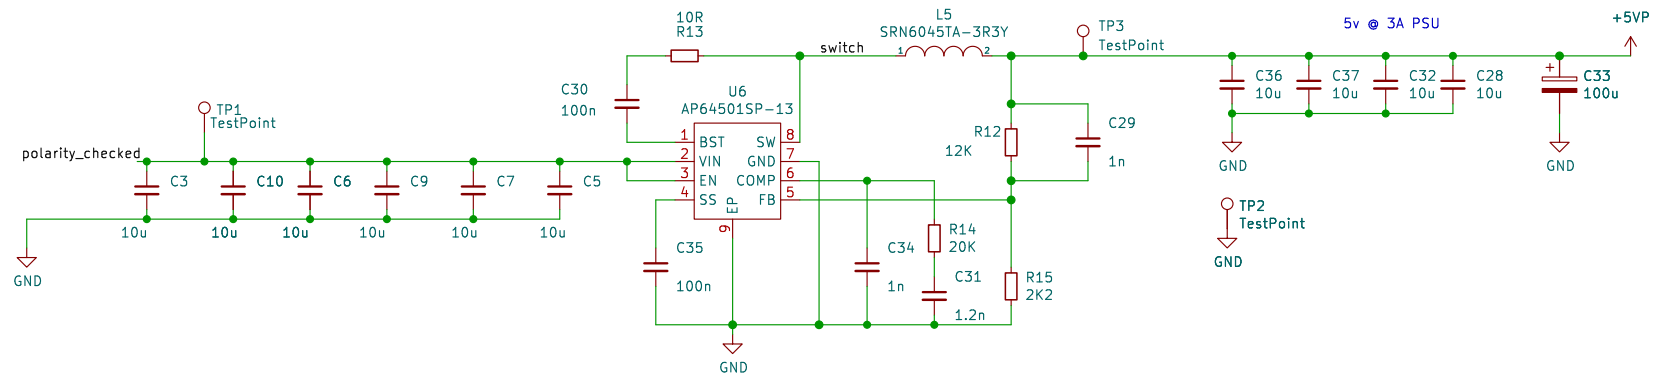 10R
R13
L5
SRN6045TA-3R3Y
switch
1
2
TP3
TestPoint
5v @ 3A PSU
+5VP
C30
100n
U6
AP64501SP-13
C36
10u
C37
10u
C32
10u
C28
10u
+
C33
100u
TP1
TestPoint
polarity_checked
1
BST
SW
8
2
VIN
GND
7
3
EN
COMP
6
4
SS
FB
5
EP
9
R12
12K
C29
1n
GND
GND
C3
10u
C10
10u
C6
10u
C9
10u
C7
10u
C5
10u
GND
TP2
TestPoint
GND
C35
100n
C34
1n
R14
20K
C31
1.2n
R15
2K2
GND